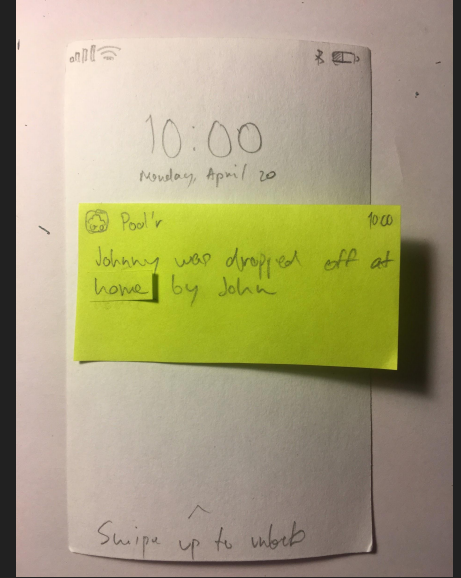 10:00
Monday, April 20
Pool'r 10:00
Johnny was dropped off at
home by John
Swipe up to unlock